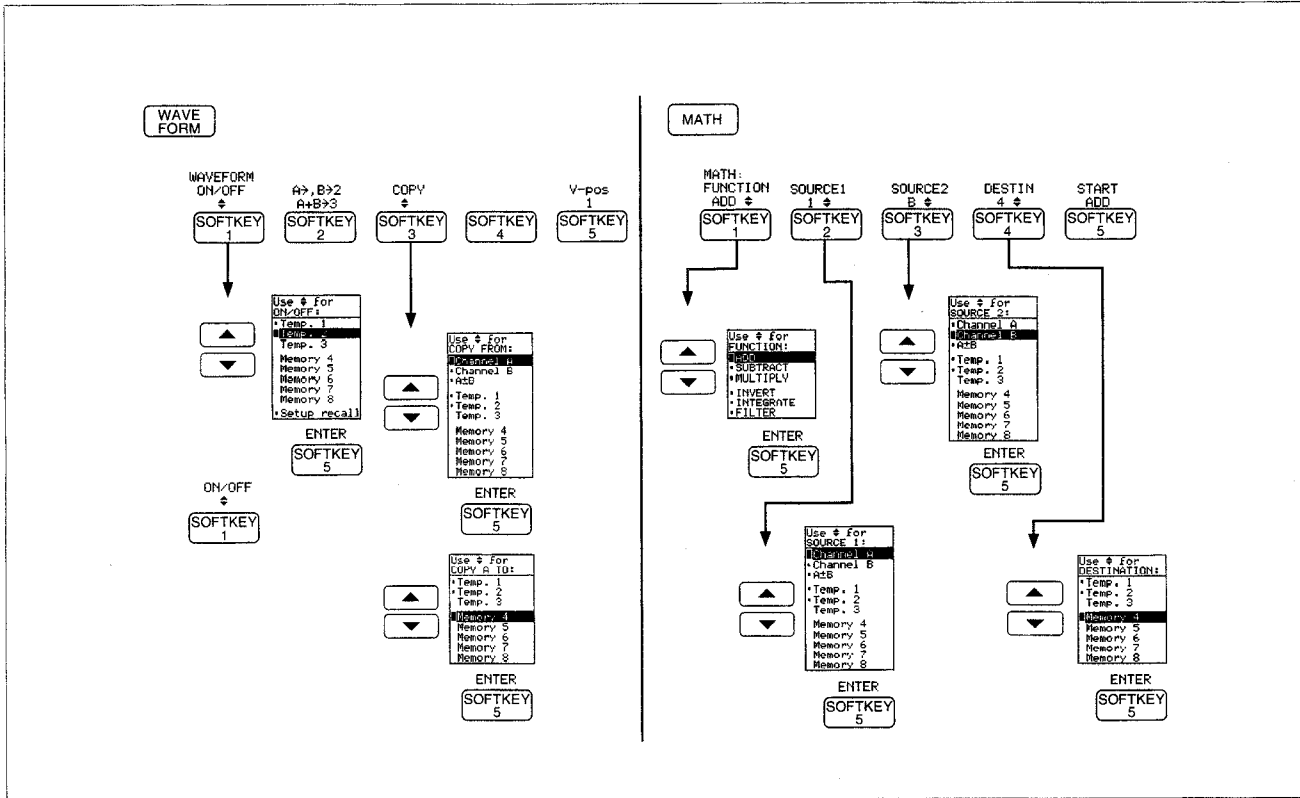 WAVE
FORM
WAVEFORM
ON/OFF
SOFTKEY
1
A→,B→2
A+B→3
SOFTKEY
2
COPY
SOFTKEY
3
SOFTKEY
4
V-pos
1
SOFTKEY
5
Use ♦ for
ON/OFF:
Temp. 1
Temp. 2
Temp. 3
Memory 4
Memory 5
Memory 6
Memory 7
Memory 8
Setup recall
ENTER
SOFTKEY
5
ON/OFF
SOFTKEY
1
Use ♦ for
COPY FROM:
Channel A
Channel B
A±B
Temp. 1
Temp. 2
Temp. 3
Memory 4
Memory 5
Memory 6
Memory 7
Memory 8
ENTER
SOFTKEY
5
Use ♦ for
COPY A TO:
Temp. 1
Temp. 2
Temp. 3
Memory 4
Memory 5
Memory 6
Memory 7
Memory 8
ENTER
SOFTKEY
5
MATH
MATH:
FUNCTION
ADD ♦
SOFTKEY
1
SOURCE1
1 ♦
SOFTKEY
2
SOURCE2
B ♦
SOFTKEY
3
DESTIN
4 ♦
SOFTKEY
4
START
ADD
SOFTKEY
5
Use ♦ for
FUNCTION:
ADD
SUBTRACT
MULTIPLY
INVERT
INTEGRATE
FILTER
ENTER
SOFTKEY
5
Use ♦ for
SOURCE 1:
Channel A
Channel B
A±B
Temp. 1
Temp. 2
Temp. 3
Memory 4
Memory 5
Memory 6
Memory 7
Memory 8
ENTER
SOFTKEY
5
Use ♦ for
SOURCE 2:
Channel A
Channel B
A±B
Temp. 1
Temp. 2
Temp. 3
Memory 4
Memory 5
Memory 6
Memory 7
Memory 8
ENTER
SOFTKEY
5
Use ♦ for
DESTINATION:
Temp. 1
Temp. 2
Temp. 3
Memory 4
Memory 5
Memory 6
Memory 7
Memory 8
ENTER
SOFTKEY
5